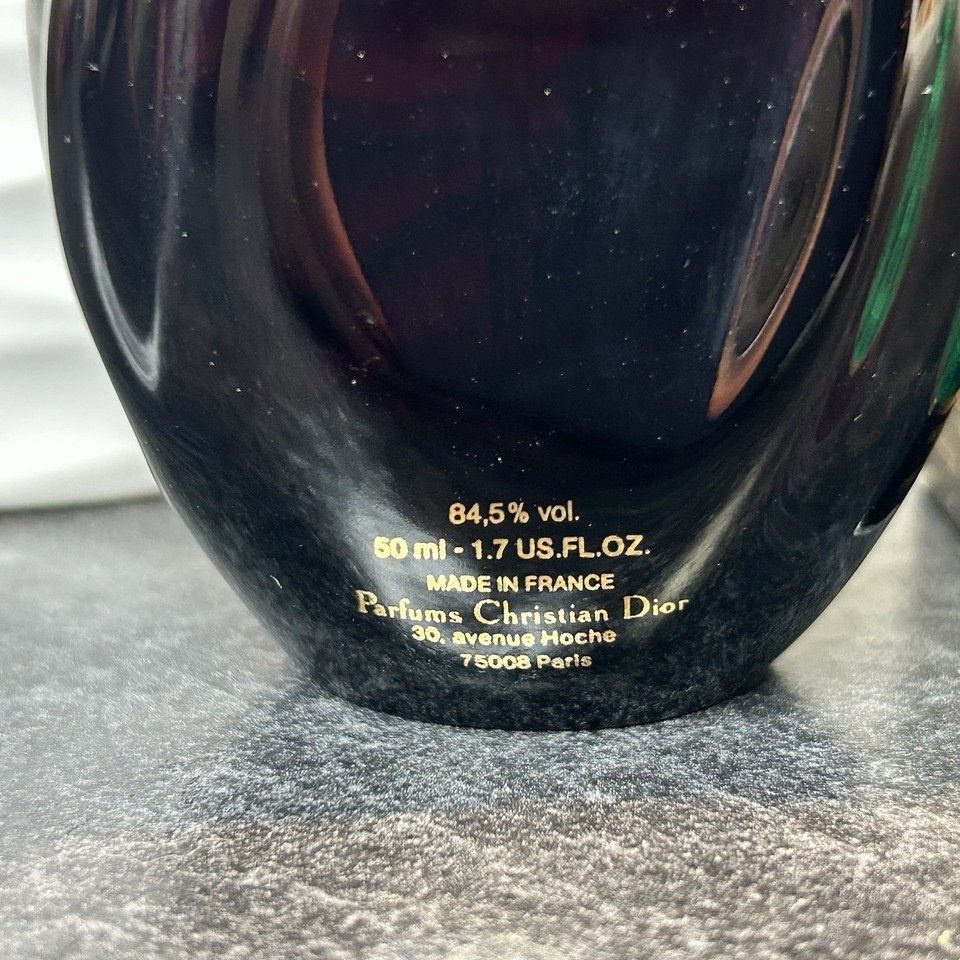 84,5% vol.
50 ml - 1.7 US.FL.OZ.
MADE IN FRANCE
Parfums Christian Dior
30, avenue Hoche
75008 Paris